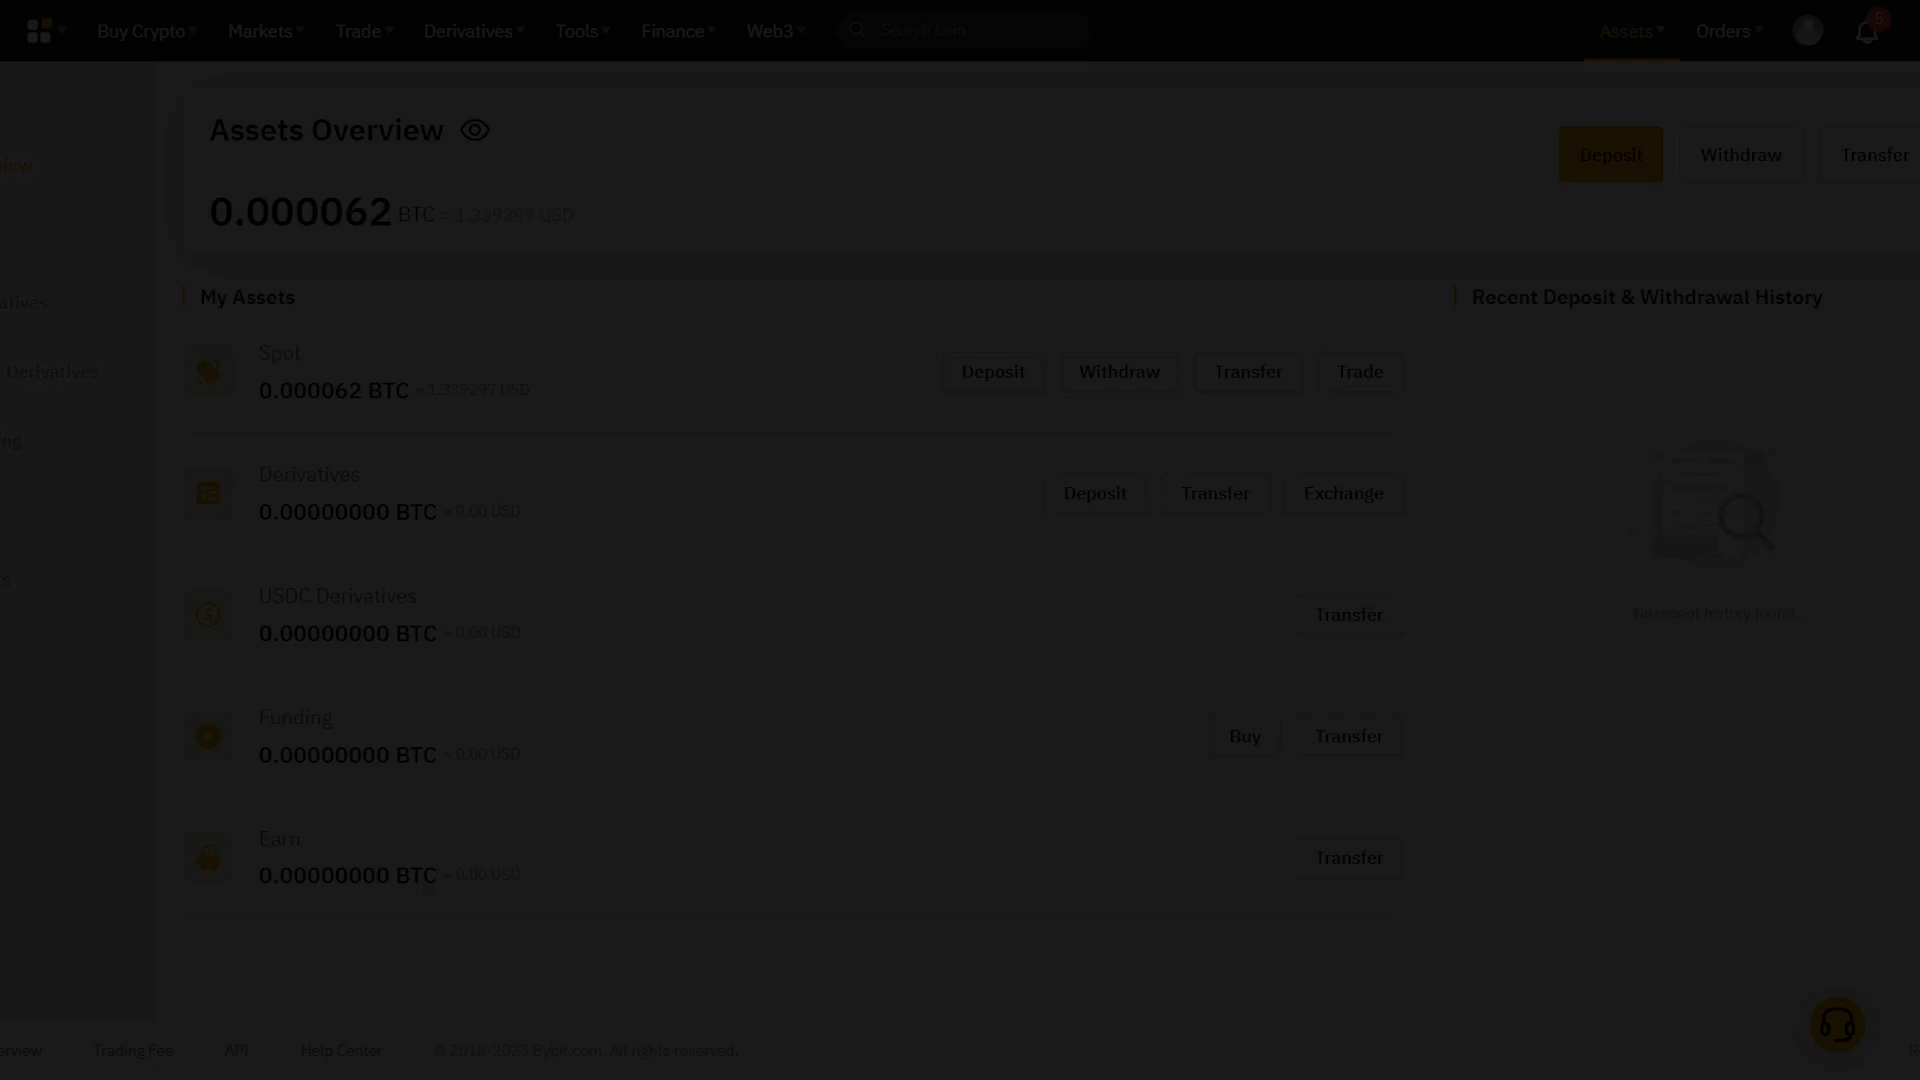 Buy Crypto Markets Trade Derivatives Tools Finance Web3 Search Coin Assets Orders 5
Assets Overview
Deposit Withdraw Transfer
0.000062 BTC ≈ 1.339297 USD
My Assets
Recent Deposit & Withdrawal History
Spot
0.000062 BTC ≈ 1.339297 USD
Deposit Withdraw Transfer Trade
Derivatives
0.00000000 BTC ≈ 0.00 USD
Deposit Transfer Exchange
USDC Derivatives
0.00000000 BTC ≈ 0.00 USD
Transfer
Funding
0.00000000 BTC ≈ 0.00 USD
Buy Transfer
Earn
0.00000000 BTC ≈ 0.00 USD
Transfer
No recent history found.
Derivatives
Trading Fee API Help Center © 2018-2023 Bybit.com. All rights reserved.